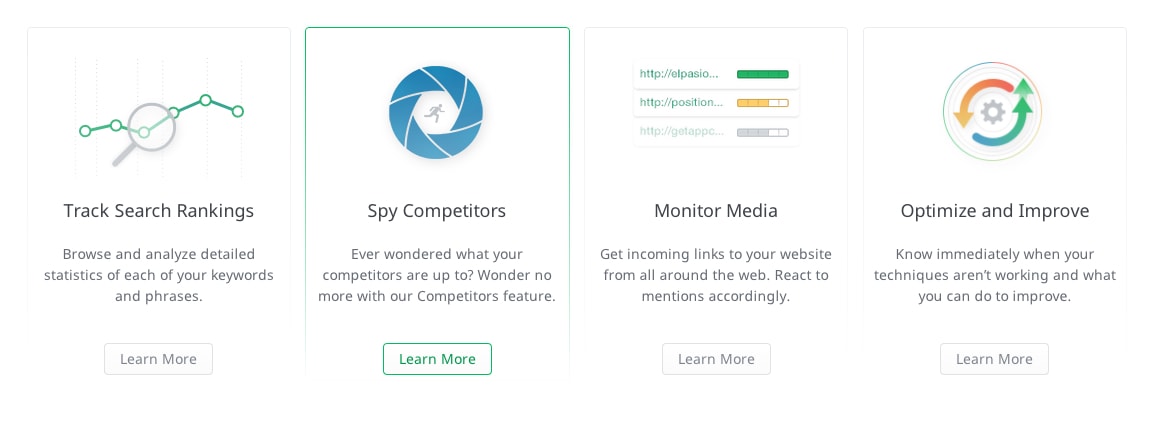 http://elpasio...
http://position...
http://getappc...
Track Search Rankings
Browse and analyze detailed
statistics of each of your keywords
and phrases.
Learn More
Spy Competitors
Ever wondered what your
competitors are up to? Wonder no
more with our Competitors feature.
Learn More
Monitor Media
Get incoming links to your website
from all around the web. React to
mentions accordingly.
Learn More
Optimize and Improve
Know immediately when your
techniques aren’t working and what
you can do to improve.
Learn More